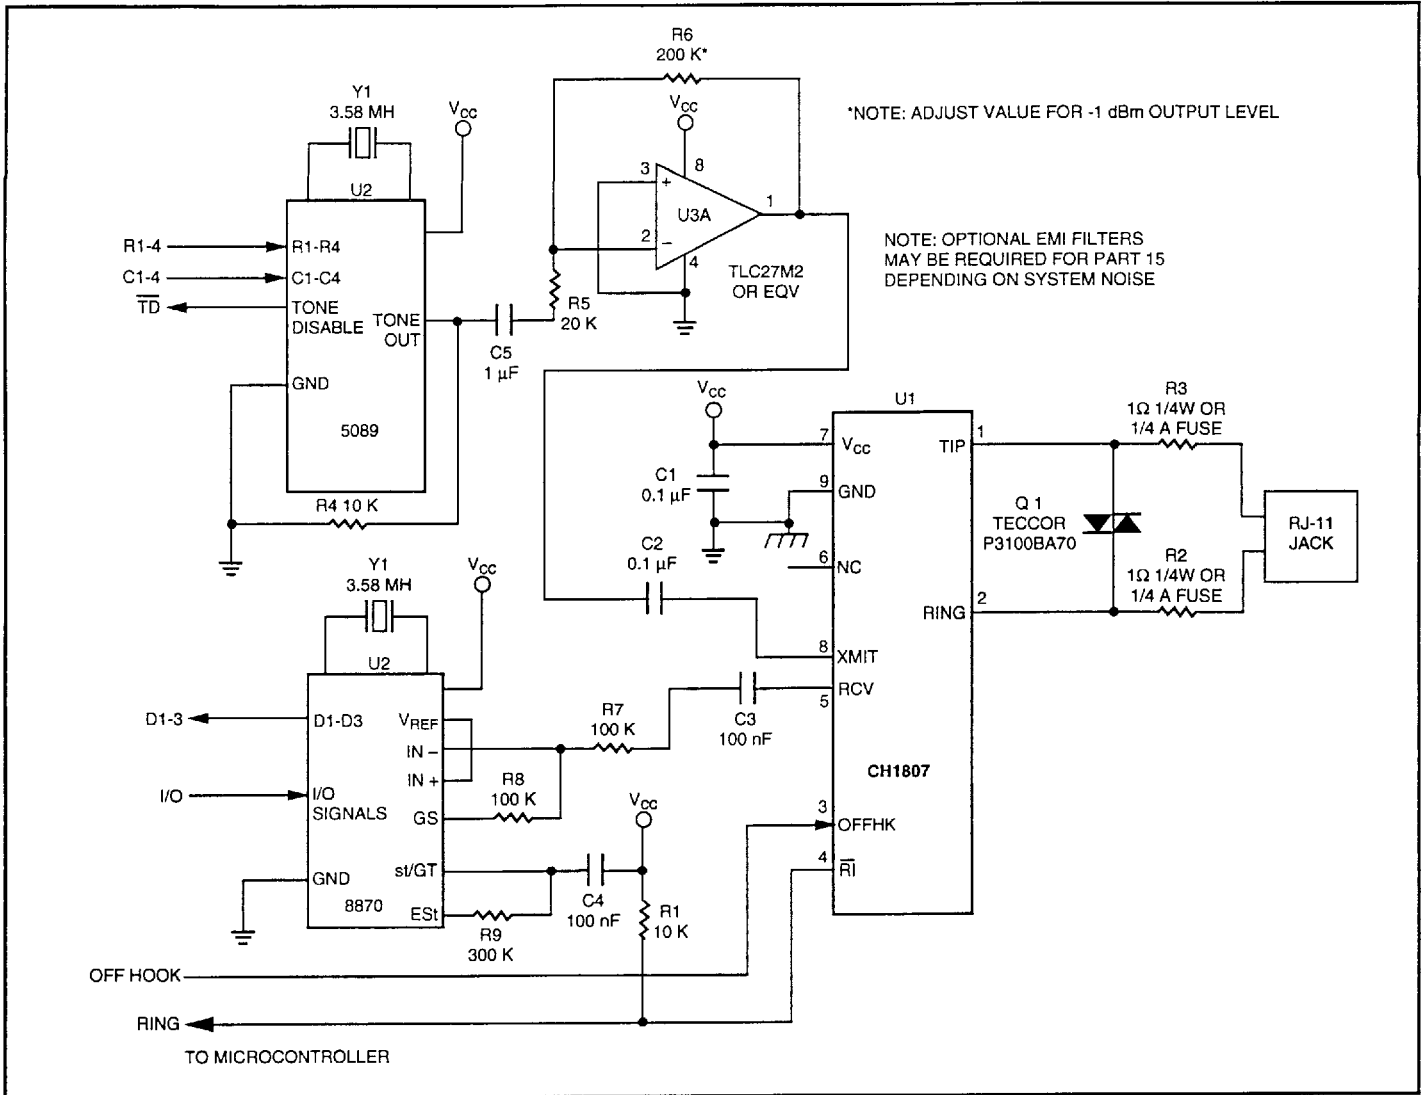 R6
200 K*
*NOTE: ADJUST VALUE FOR -1 dBm OUTPUT LEVEL
Y1
3.58 MH
VCC
U2
R1-4
R1-R4
C1-4
C1-C4
TD
TONE
DISABLE
TONE
OUT
GND
5089
R4 10 K
C5
1 µF
R5
20 K
VCC
3
+
8
U3A
1
2
–
4
TLC27M2
OR EQV
NOTE: OPTIONAL EMI FILTERS
MAY BE REQUIRED FOR PART 15
DEPENDING ON SYSTEM NOISE
VCC
C1
0.1 µF
C2
0.1 µF
U1
7
VCC
9
GND
6
NC
8
XMIT
RCV
5
CH1807
3
OFFHK
4
RI
TIP
1
RING
2
R3
1Ω 1/4W OR
1/4 A FUSE
Q 1
TECCOR
P3100BA70
R2
1Ω 1/4W OR
1/4 A FUSE
RJ-11
JACK
Y1
3.58 MH
VCC
U2
D1-3
D1-D3
VREF
IN –
IN +
I/O
I/O
SIGNALS
GS
st/GT
GND
8870
ESt
R7
100 K
C3
100 nF
R8
100 K
VCC
C4
100 nF
R9
300 K
R1
10 K
OFF HOOK
RING
TO MICROCONTROLLER